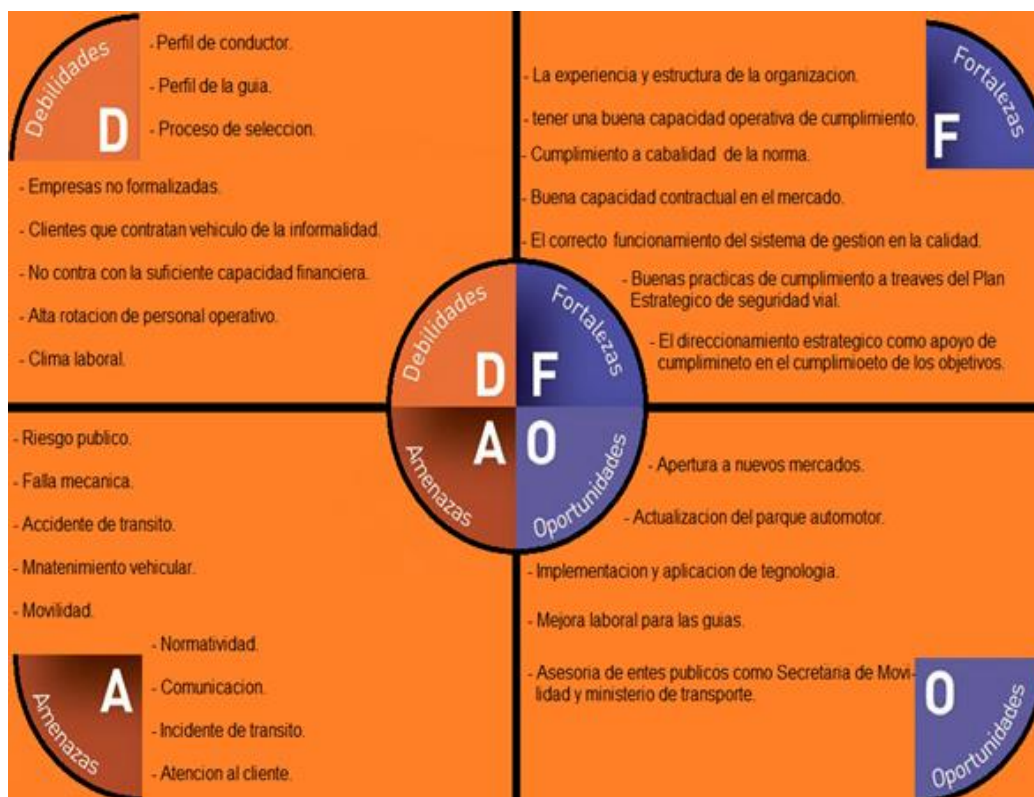 Debilidades
D
- Perfil de conductor.
- Perfil de la guia.
- Proceso de seleccion.
- Empresas no formalizadas.
- Clientes que contratan vehiculo de la informalidad.
- No contra con la suficiente capacidad financiera.
- Alta rotacion de personal operativo.
- Clima laboral.
Fortalezas
F
- La experiencia y estructura de la organizacion.
- tener una buena capacidad operativa de cumplimiento.
- Cumplimiento a cabalidad de la norma.
- Buena capacidad contractual en el mercado.
- El correcto funcionamiento del sistema de gestion en la calidad.
- Buenas practicas de cumplimiento a treaves del Plan
Estrategico de seguridad vial.
- El direccionamiento estrategico como apoyo de
cumplimineto en el cumplimioeto de los objetivos.
Debilidades
D
Fortalezas
F
Amenazas
A
Oportunidades
O
- Riesgo publico.
- Falla mecanica.
- Accidente de transito.
- Mnatenimiento vehicular.
- Movilidad.
- Normatividad.
- Comunicacion.
- Incidente de transito.
- Atencion al cliente.
Amenazas
A
- Apertura a nuevos mercados.
- Actualizacion del parque automotor.
- Implementacion y aplicacion de tegnologia.
- Mejora laboral para las guias.
- Asesoria de entes publicos como Secretaria de Movi-
lidad y ministerio de transporte.
Oportunidades
O